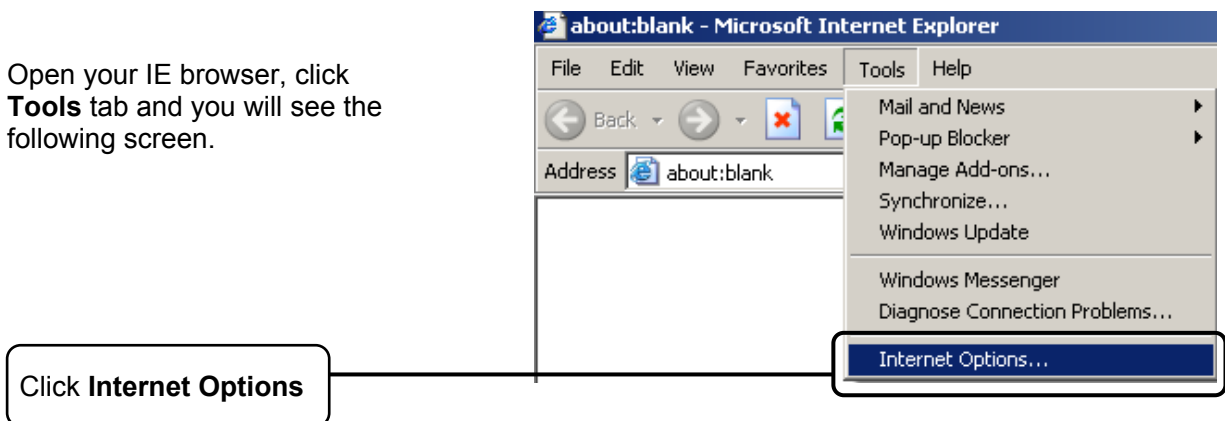 about:blank - Microsoft Internet Explorer
Open your IE browser, click
Tools tab and you will see the
following screen.
File Edit View Favorites Tools Help
Back
Address about:blank
Mail and News
Pop-up Blocker
Manage Add-ons...
Synchronize...
Windows Update
Windows Messenger
Diagnose Connection Problems...
Internet Options...
Click Internet Options